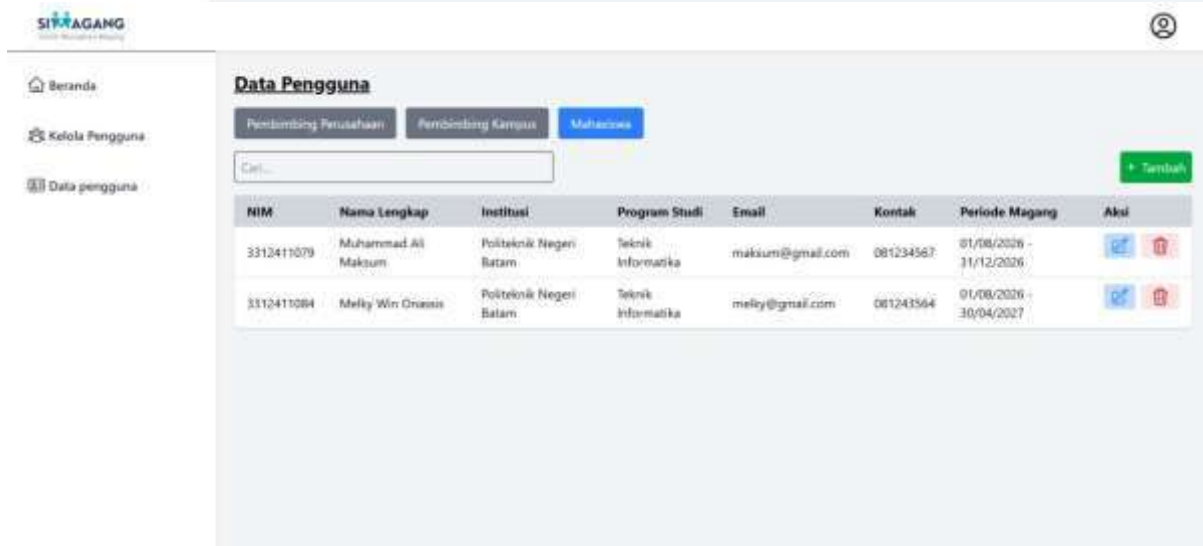 SIMAGANG
Beranda
Kelola Pengguna
Data pengguna
Data Pengguna
Pembimbing Perusahaan Pembimbing Kampus Mahasiswa
Cari...
+ Tambah
NIM Nama Lengkap Institusi Program Studi Email Kontak Periode Magang Aksi
3312411079 Muhammad Ali Maksum Politeknik Negeri Batam Teknik Informatika maksum@gmail.com 081234567 01/08/2026 - 31/12/2026
3312411084 Melky Win Onassis Politeknik Negeri Batam Teknik Informatika melky@gmail.com 081243564 01/08/2026 - 30/04/2027